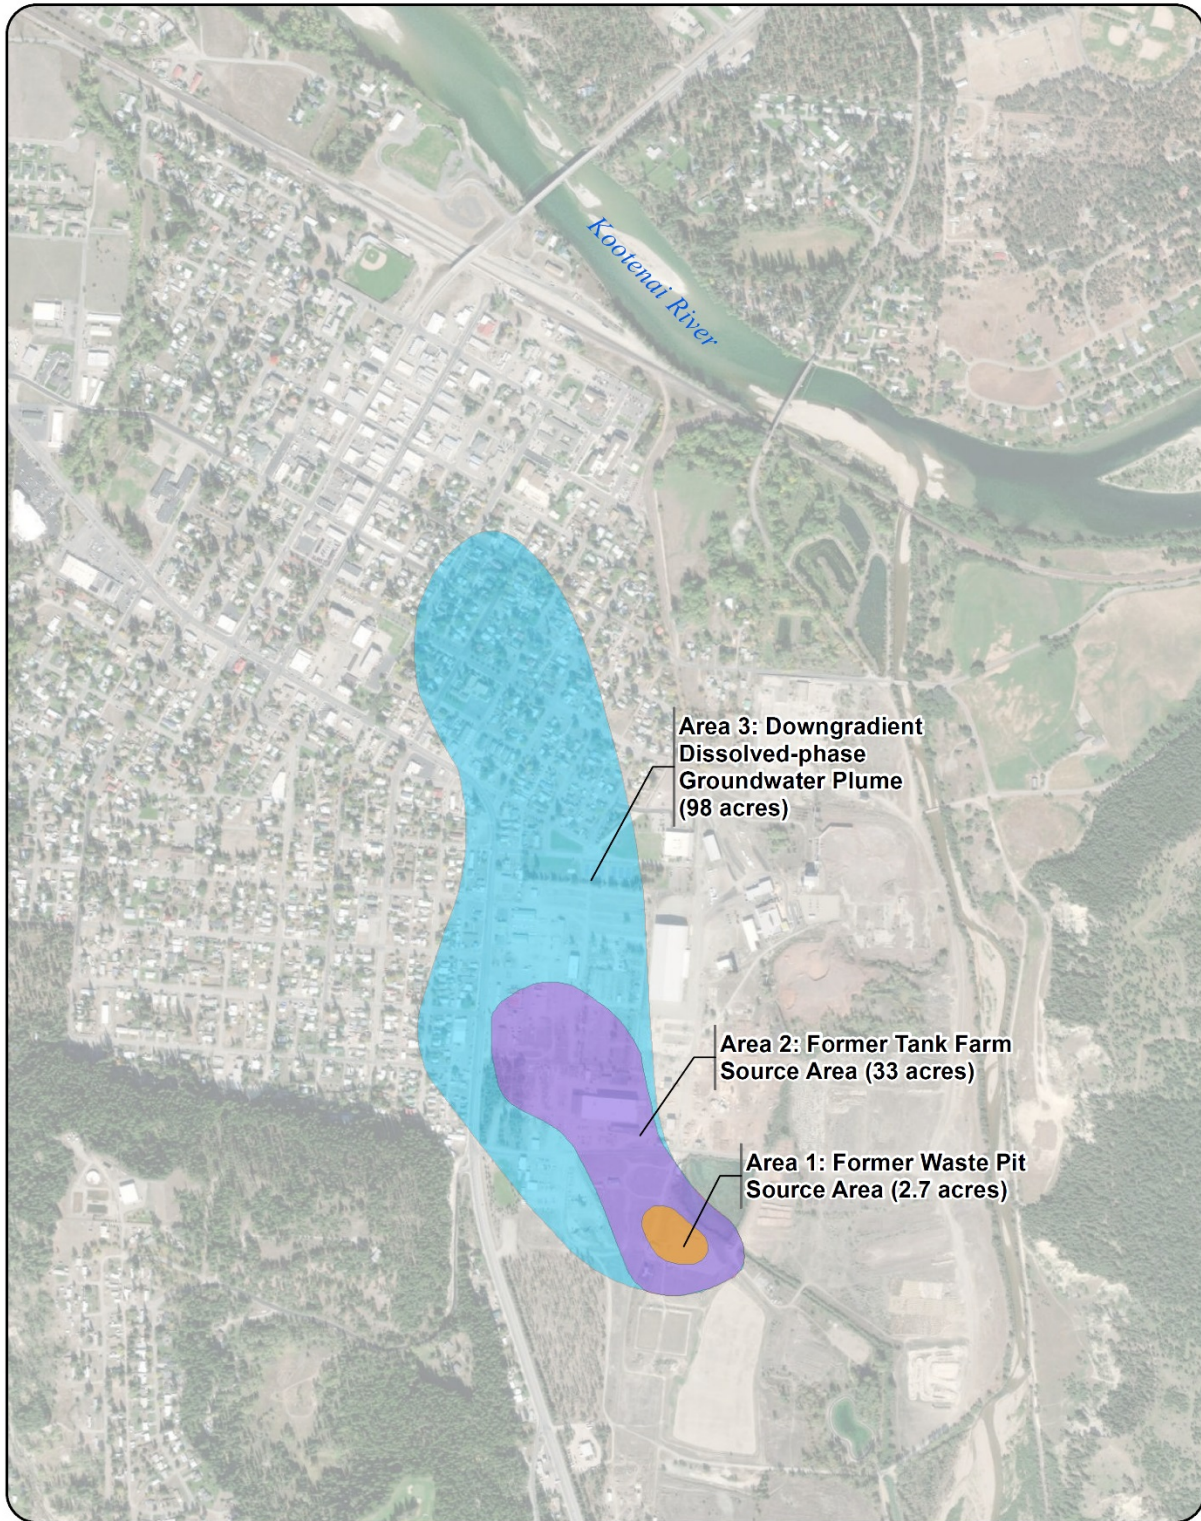 Kootenai River
Area 3: Downgradient
Dissolved-phase
Groundwater Plume
(98 acres)
Area 2: Former Tank Farm
Source Area (33 acres)
Area 1: Former Waste Pit
Source Area (2.7 acres)